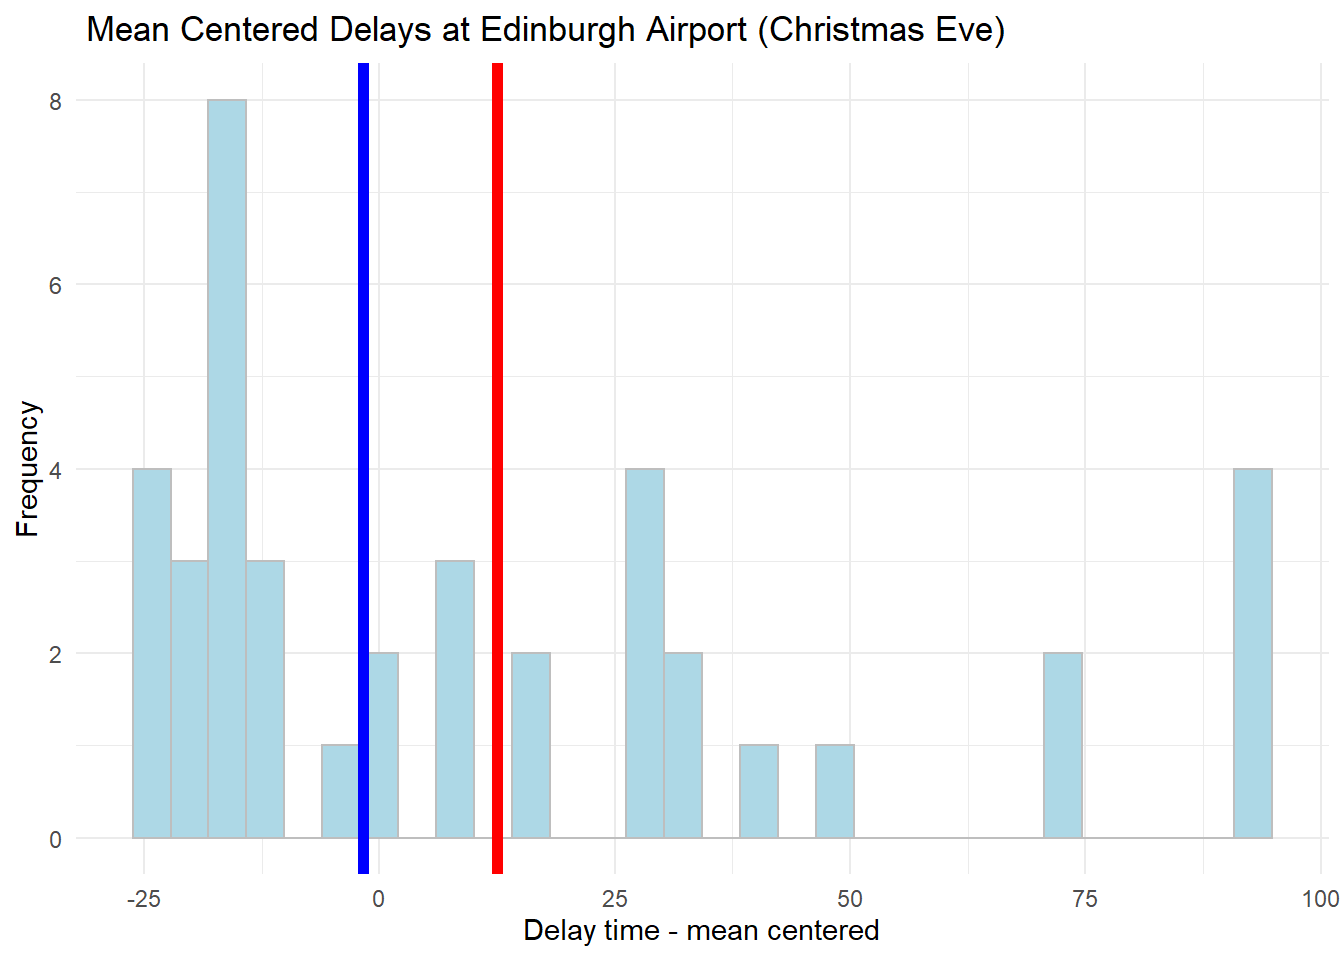 Mean Centered Delays at Edinburgh Airport (Christmas Eve)
8
6
4
2
0
Frequency
-25 0 25 50 75 100
Delay time - mean centered